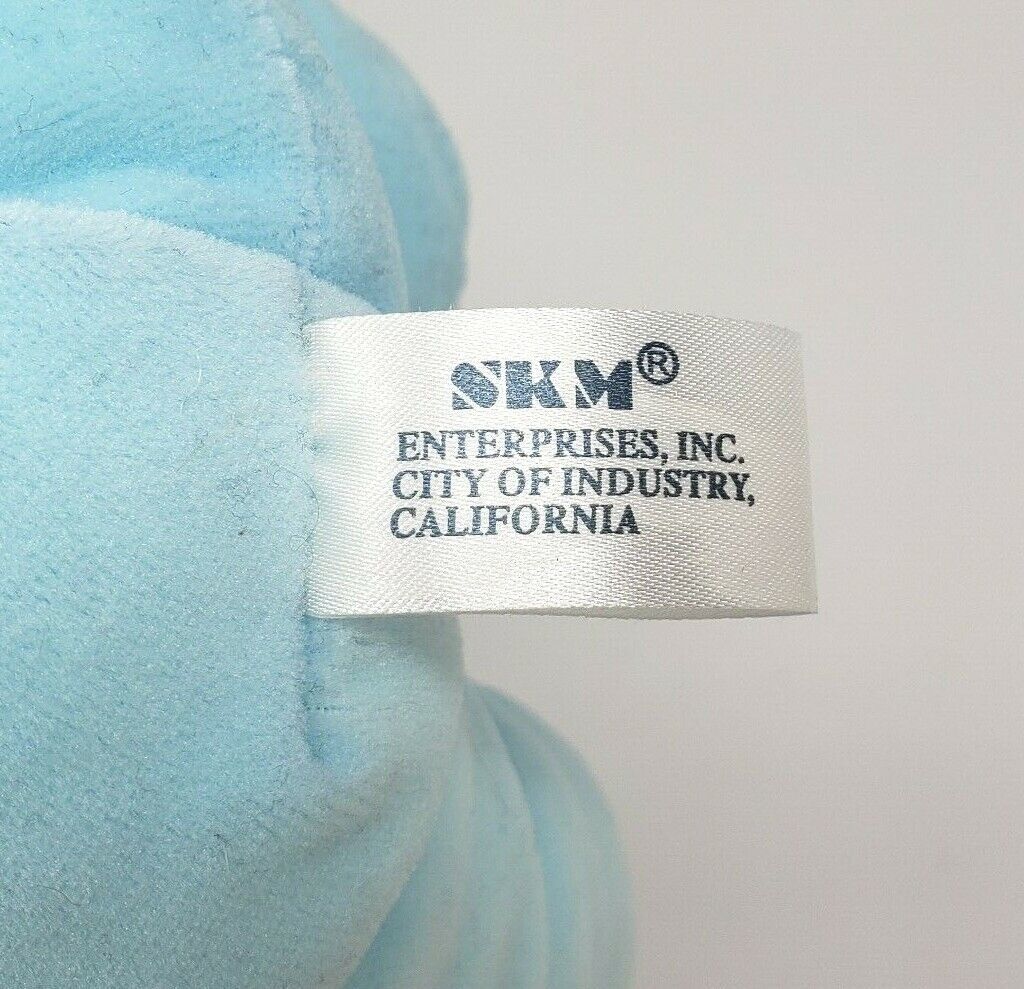 SKM®
ENTERPRISES, INC.
CITY OF INDUSTRY,
CALIFORNIA